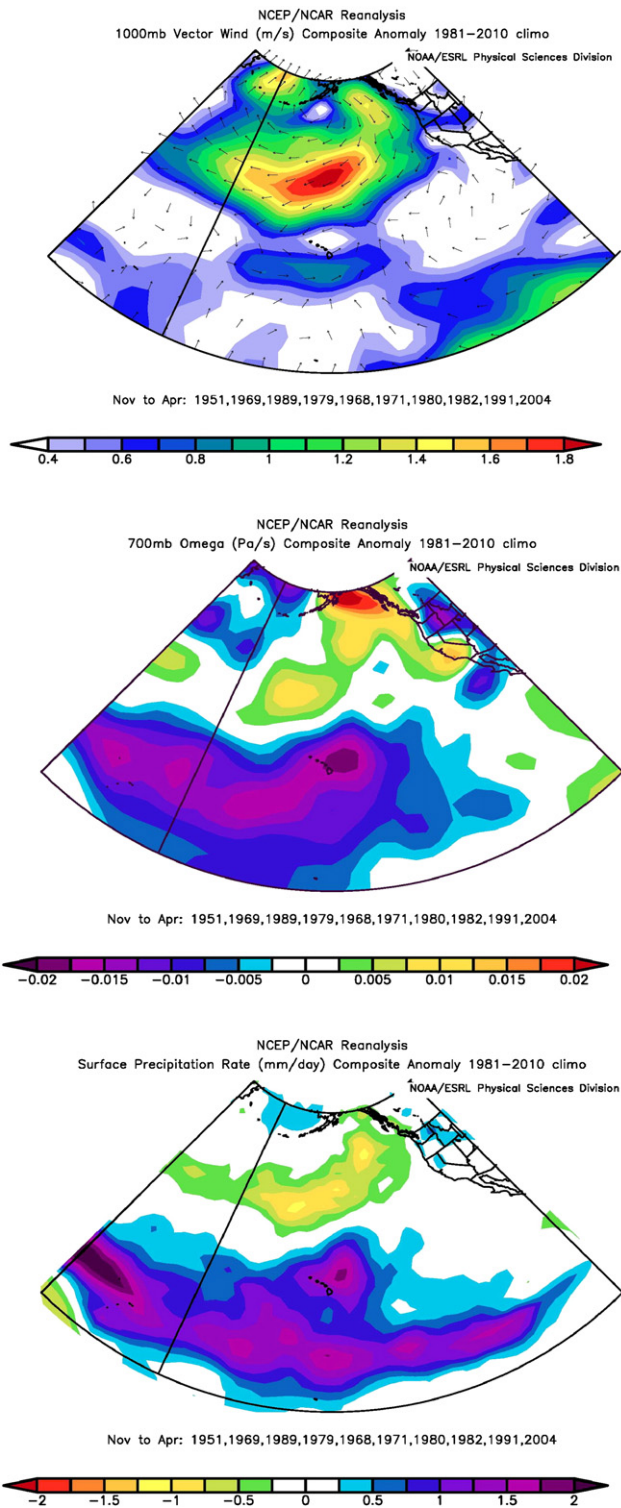 NCEP/NCAR Reanalysis
1000mb Vector Wind (m/s) Composite Anomaly 1981-2010 climo
NOAA/ESRL Physical Sciences Division
Nov to Apr: 1951,1969,1989,1979,1968,1971,1980,1982,1991,2004
0.4 0.6 0.8 1 1.2 1.4 1.6 1.8
NCEP/NCAR Reanalysis
700mb Omega (Pa/s) Composite Anomaly 1981-2010 climo
NOAA/ESRL Physical Sciences Division
Nov to Apr: 1951,1969,1989,1979,1968,1971,1980,1982,1991,2004
-0.02 -0.015 -0.01 -0.005 0 0.005 0.01 0.015 0.02
NCEP/NCAR Reanalysis
Surface Precipitation Rate (mm/day) Composite Anomaly 1981-2010 climo
NOAA/ESRL Physical Sciences Division
Nov to Apr: 1951,1969,1989,1979,1968,1971,1980,1982,1991,2004
-2 -1.5 -1 -0.5 0 0.5 1 1.5 2